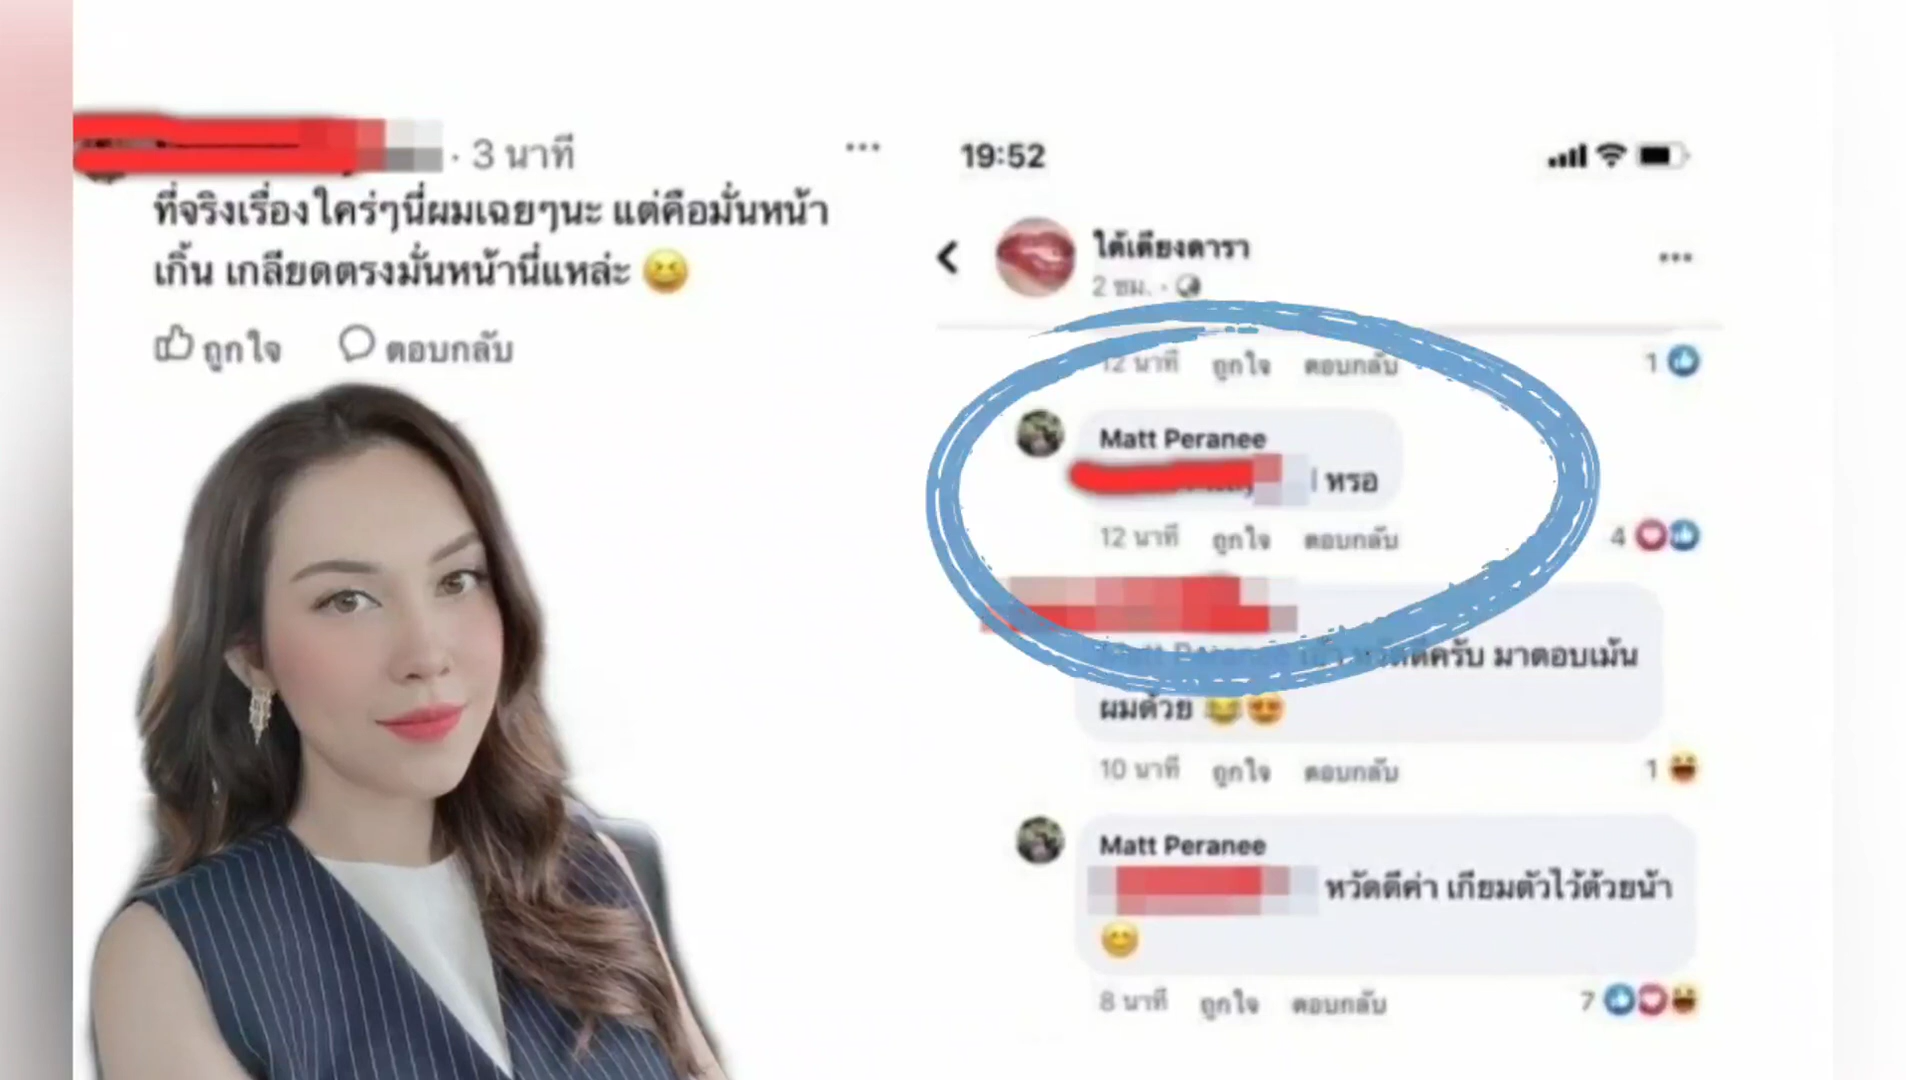 · 3 นาที
ที่จริงเรื่องใคร่ๆนี่ผมเฉยๆนะ แต่คือมั่นหน้า
เกิ้น เกลียดตรงมั่นหน้านี่แหล่ะ 😆
ถูกใจ ตอบกลับ
19:52
ใต้เตียงดารา
2 ชม. ·
12 นาที ถูกใจ ตอบกลับ 1
Matt Peranee
หรอ
12 นาที ถูกใจ ตอบกลับ 4
Matt Peranee หวัดดีครับ มาตอบเม้น
ผมด้วย 😂😍
10 นาที ถูกใจ ตอบกลับ 1
Matt Peranee
หวัดดีค่า เกียมตัวไว้ด้วยน้า
😊
8 นาที ถูกใจ ตอบกลับ 7